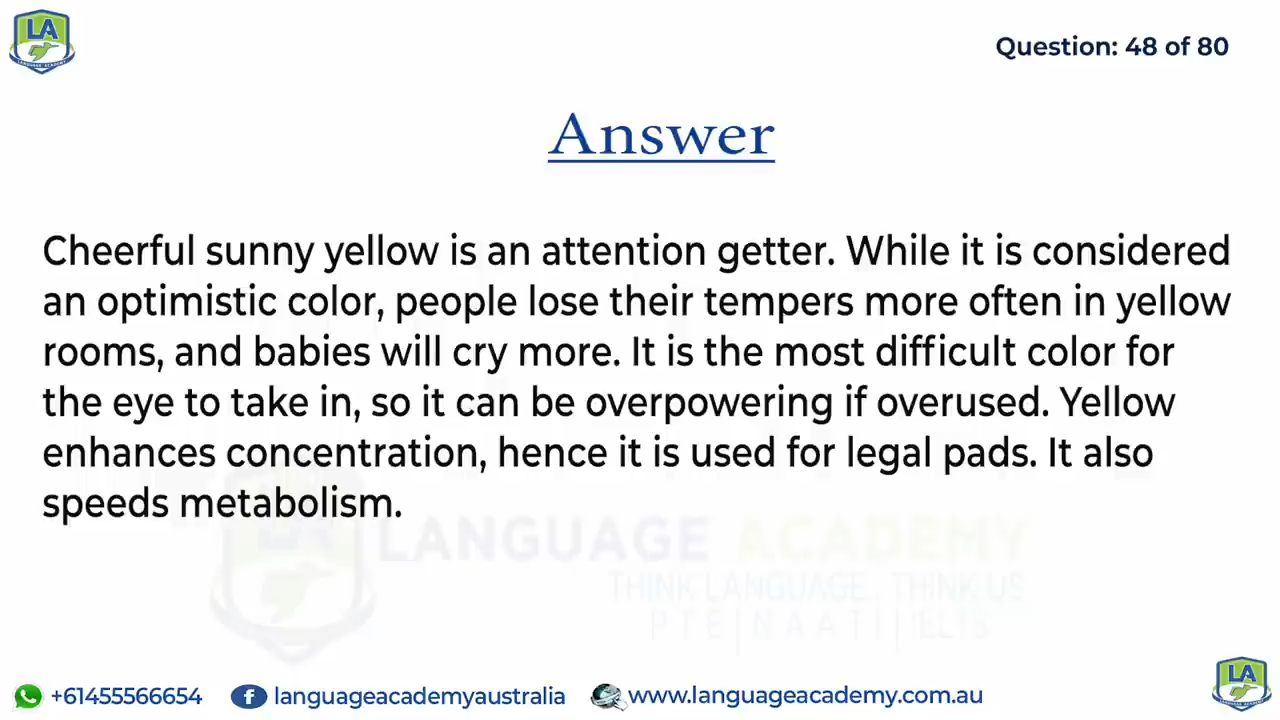 LA
LANGUAGE ACADEMY
Question: 48 of 80
Answer
Cheerful sunny yellow is an attention getter. While it is considered
an optimistic color, people lose their tempers more often in yellow
rooms, and babies will cry more. It is the most difficult color for
the eye to take in, so it can be overpowering if overused. Yellow
enhances concentration, hence it is used for legal pads. It also
speeds metabolism.
LA
LANGUAGE ACADEMY
THINK LANGUAGE, THINK US
PTE | NAATI | IELTS
+61455566654
languageacademyaustralia
www.languageacademy.com.au
LA